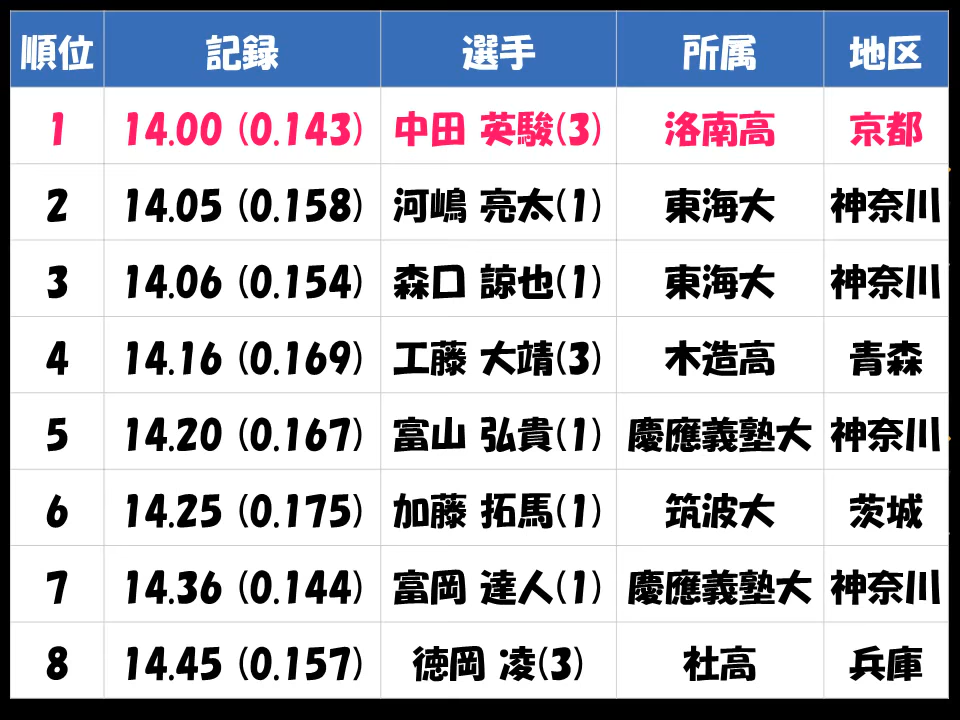 順位 記録 選手 所属 地区
1 14.00 (0.143) 中田 英駿(3) 洛南高 京都
2 14.05 (0.158) 河嶋 亮太(1) 東海大 神奈川
3 14.06 (0.154) 森口 諒也(1) 東海大 神奈川
4 14.16 (0.169) 工藤 大靖(3) 木造高 青森
5 14.20 (0.167) 富山 弘貴(1) 慶應義塾大 神奈川
6 14.25 (0.175) 加藤 拓馬(1) 筑波大 茨城
7 14.36 (0.144) 富岡 達人(1) 慶應義塾大 神奈川
8 14.45 (0.157) 徳岡 凌(3) 社高 兵庫